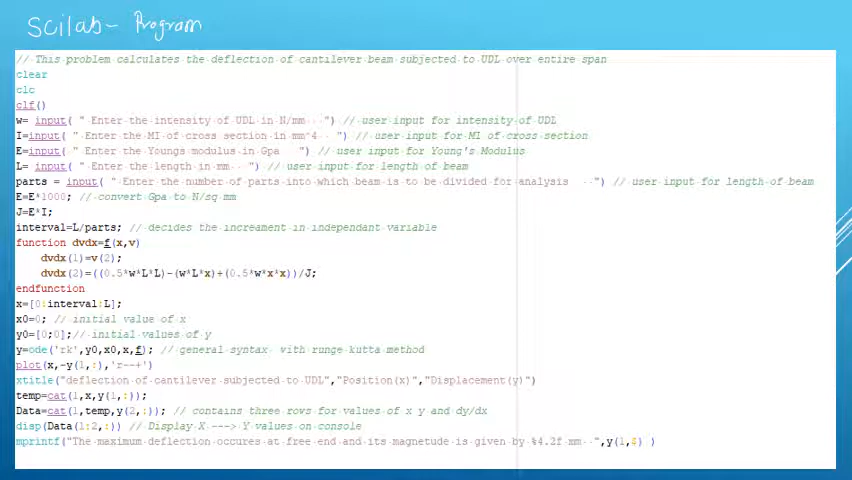 Scilab- Program
// This problem calculates the deflection of cantilever beam subjected to UDL over entire span
clear
clc
clf()
w= input( " Enter the intensity of UDL in N/mm   ") // user input for intensity of UDL
I=input( " Enter the MI of cross section in mm^4   ") // user input for MI of cross section
E=input( " Enter the Youngs modulus in Gpa   ") // user input for Young's Modulus
L= input( " Enter the length in mm   ") // user input for length of beam
parts = input( " Enter the number of parts into which beam is to be divided for analysis   ") // user input for length of beam
E=E*1000; // convert Gpa to N/sq mm
J=E*I;
interval=L/parts; // decides the increament in independant variable
function dvdx=f(x,v)
    dvdx(1)=v(2);
    dvdx(2)=((0.5*w*L*L)-(w*L*x)+(0.5*w*x*x))/J;
endfunction
x=[0:interval:L];
x0=0; // initial value of x
y0=[0;0];// initial values of y
y=ode('rk',y0,x0,x,f); // general syntax with runge kutta method
plot(x,-y(1,:),'r--+')
xtitle("deflection of cantilever subjected to UDL","Position(x)","Displacement(y)")
temp=cat(1,x,y(1,:));
Data=cat(1,temp,y(2,:)); // contains three rows for values of x y and dy/dx
disp(Data(1:2,:)) // Display X ---> Y values on console
mprintf("The maximum deflection occures at free end and its magnetude is given by %4.2f mm  ",y(1,$) )